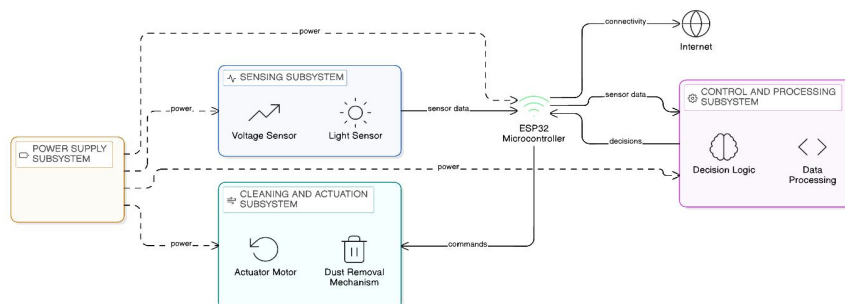 power
connectivity
Internet
SENSING SUBSYSTEM
power
Voltage Sensor
Light Sensor
sensor data
ESP32
Microcontroller
sensor data
CONTROL AND PROCESSING
SUBSYSTEM
decisions
Decision Logic
Data
Processing
POWER SUPPLY
SUBSYSTEM
power
CLEANING AND ACTUATION
SUBSYSTEM
power
Actuator Motor
Dust Removal
Mechanism
commands